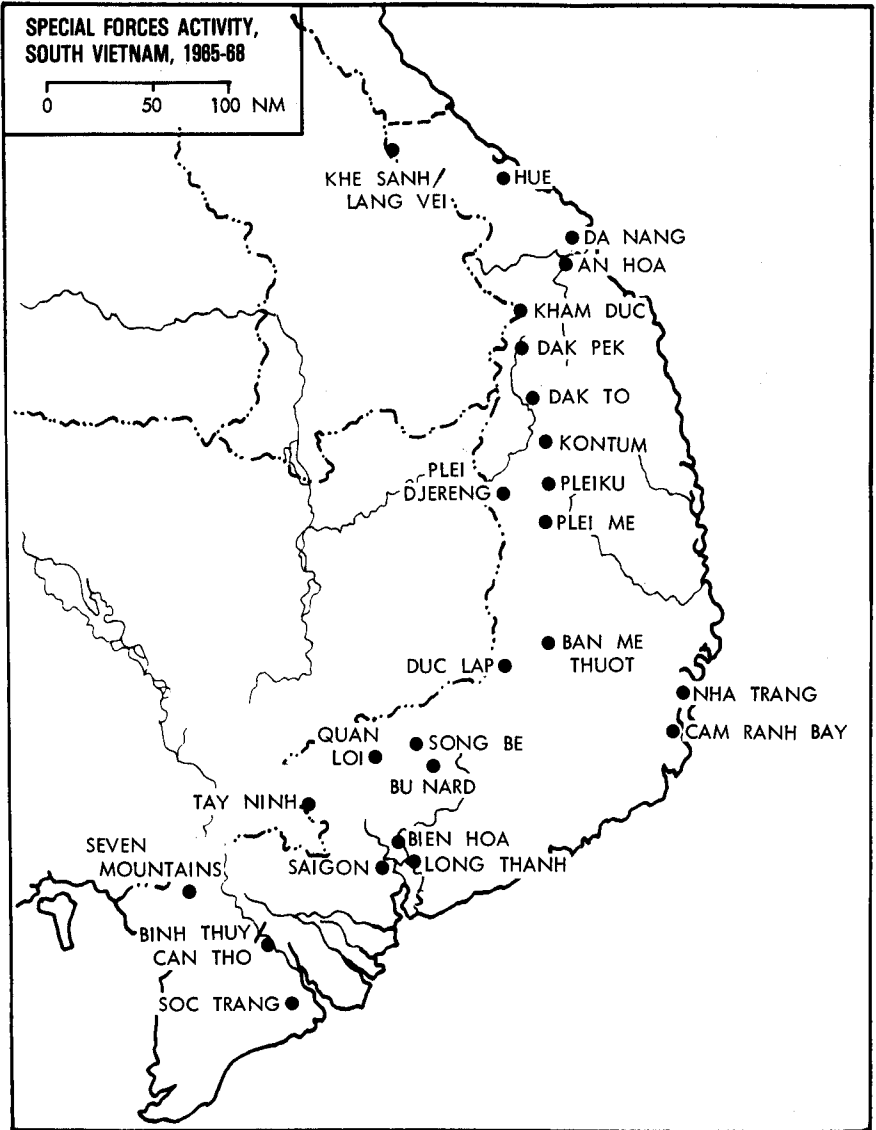 SPECIAL FORCES ACTIVITY,
SOUTH VIETNAM, 1965-68
0 50 100 NM
KHE SANH/
LANG VEI
HUE
DA NANG
AN HOA
KHAM DUC
DAK PEK
DAK TO
KONTUM
PLEI
DJERENG
PLEIKU
PLEI ME
BAN ME
THUOT
DUC LAP
NHA TRANG
CAM RANH BAY
QUAN
LOI
SONG BE
BU NARD
TAY NINH
BIEN HOA
SEVEN
MOUNTAINS
SAIGON
LONG THANH
BINH THUY/
CAN THO
SOC TRANG